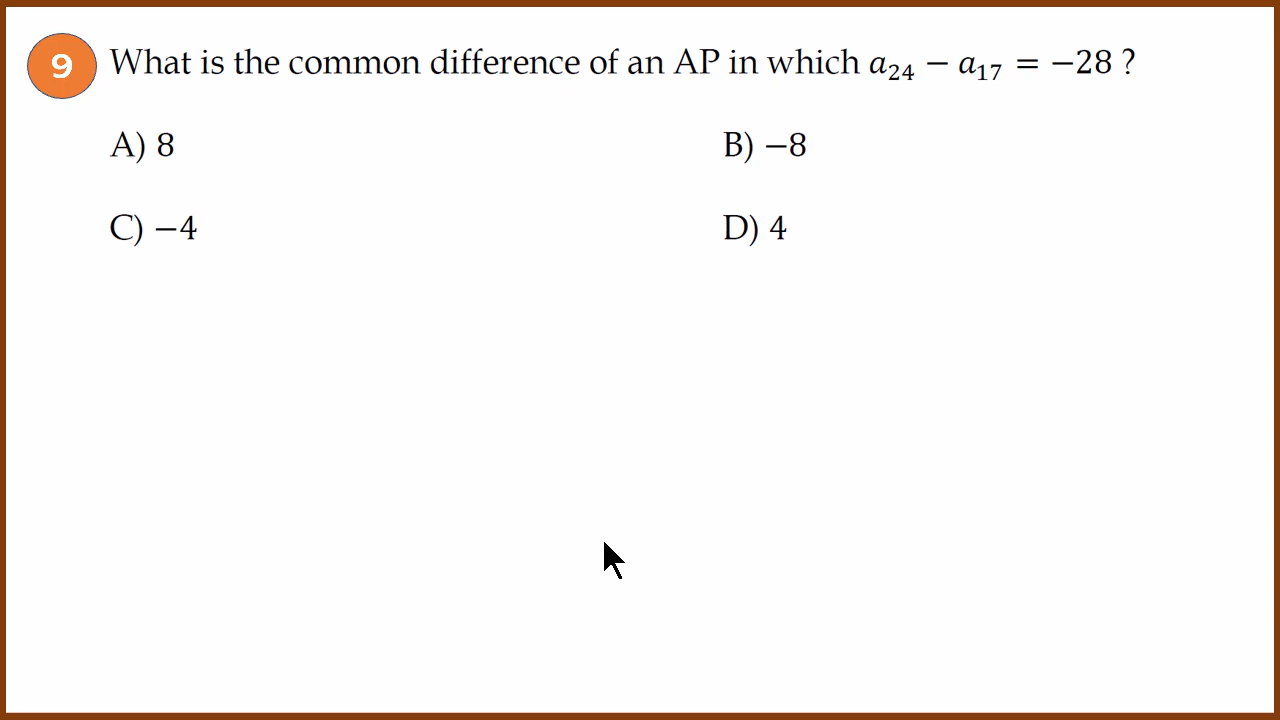 9 What is the common difference of an AP in which a₂₄ − a₁₇ = −28 ?
A) 8 B) −8
C) −4 D) 4